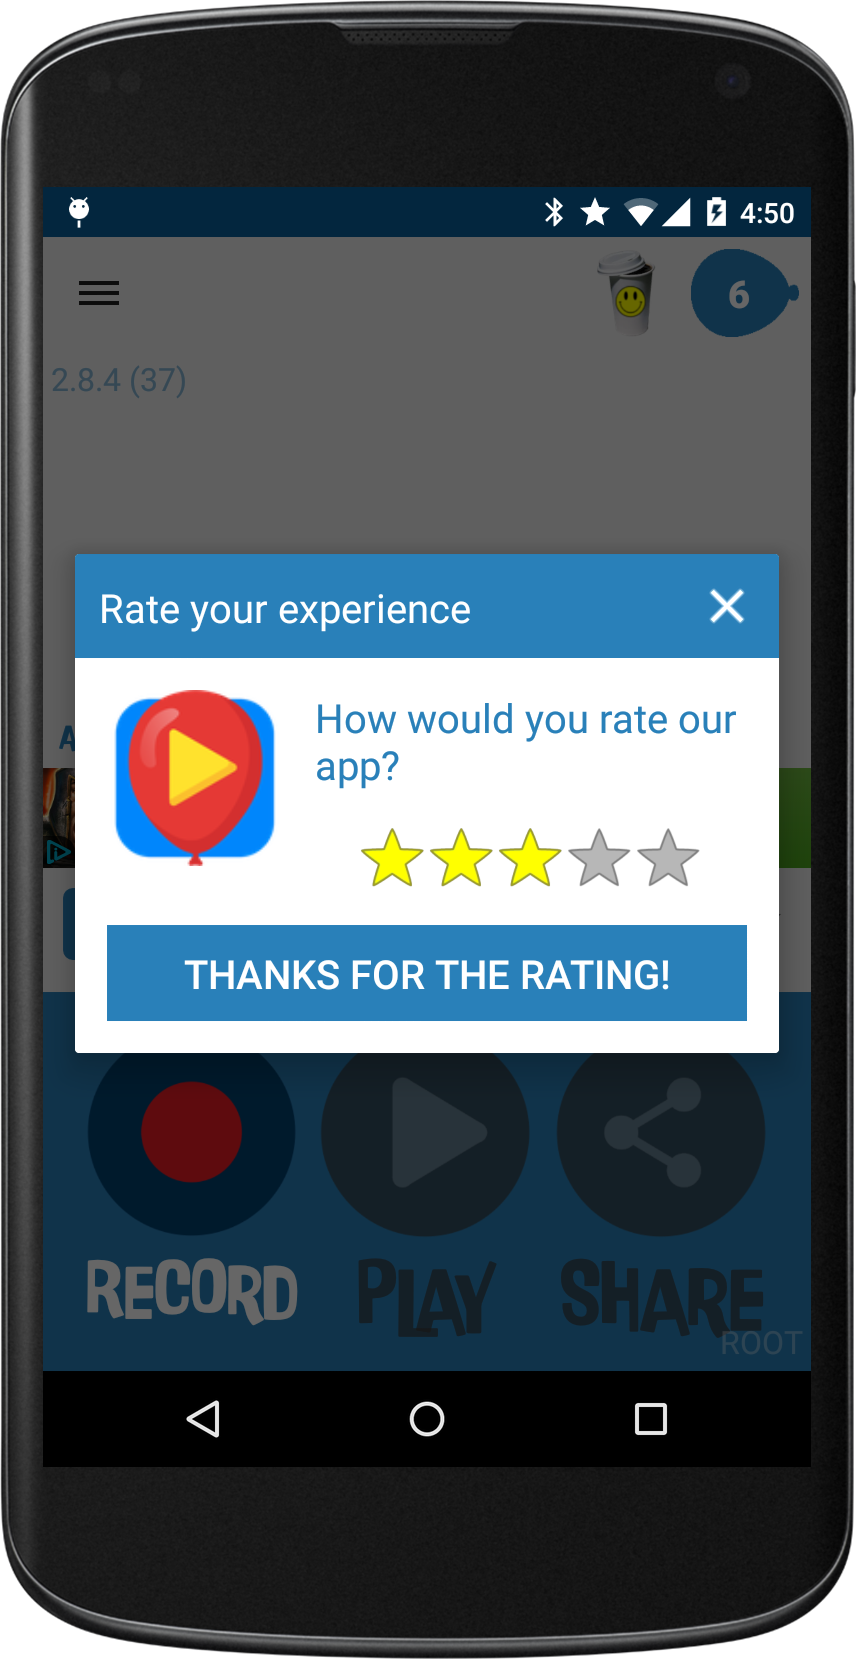 4:50
6
2.8.4 (37)
Rate your experience
How would you rate our
app?
THANKS FOR THE RATING!
RECORD
PLAY
SHARE
ROOT